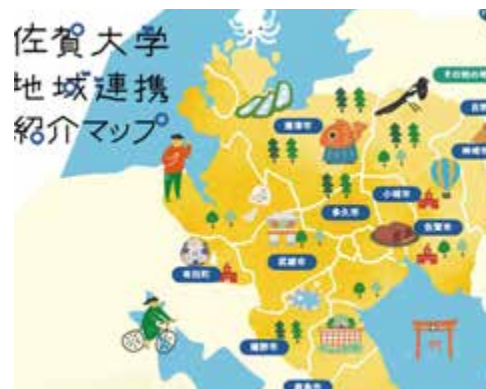 佐賀大学
地域連携
紹介マップ
唐津市
多久市
小城市
佐賀市
武雄市
有田町
嬉野市